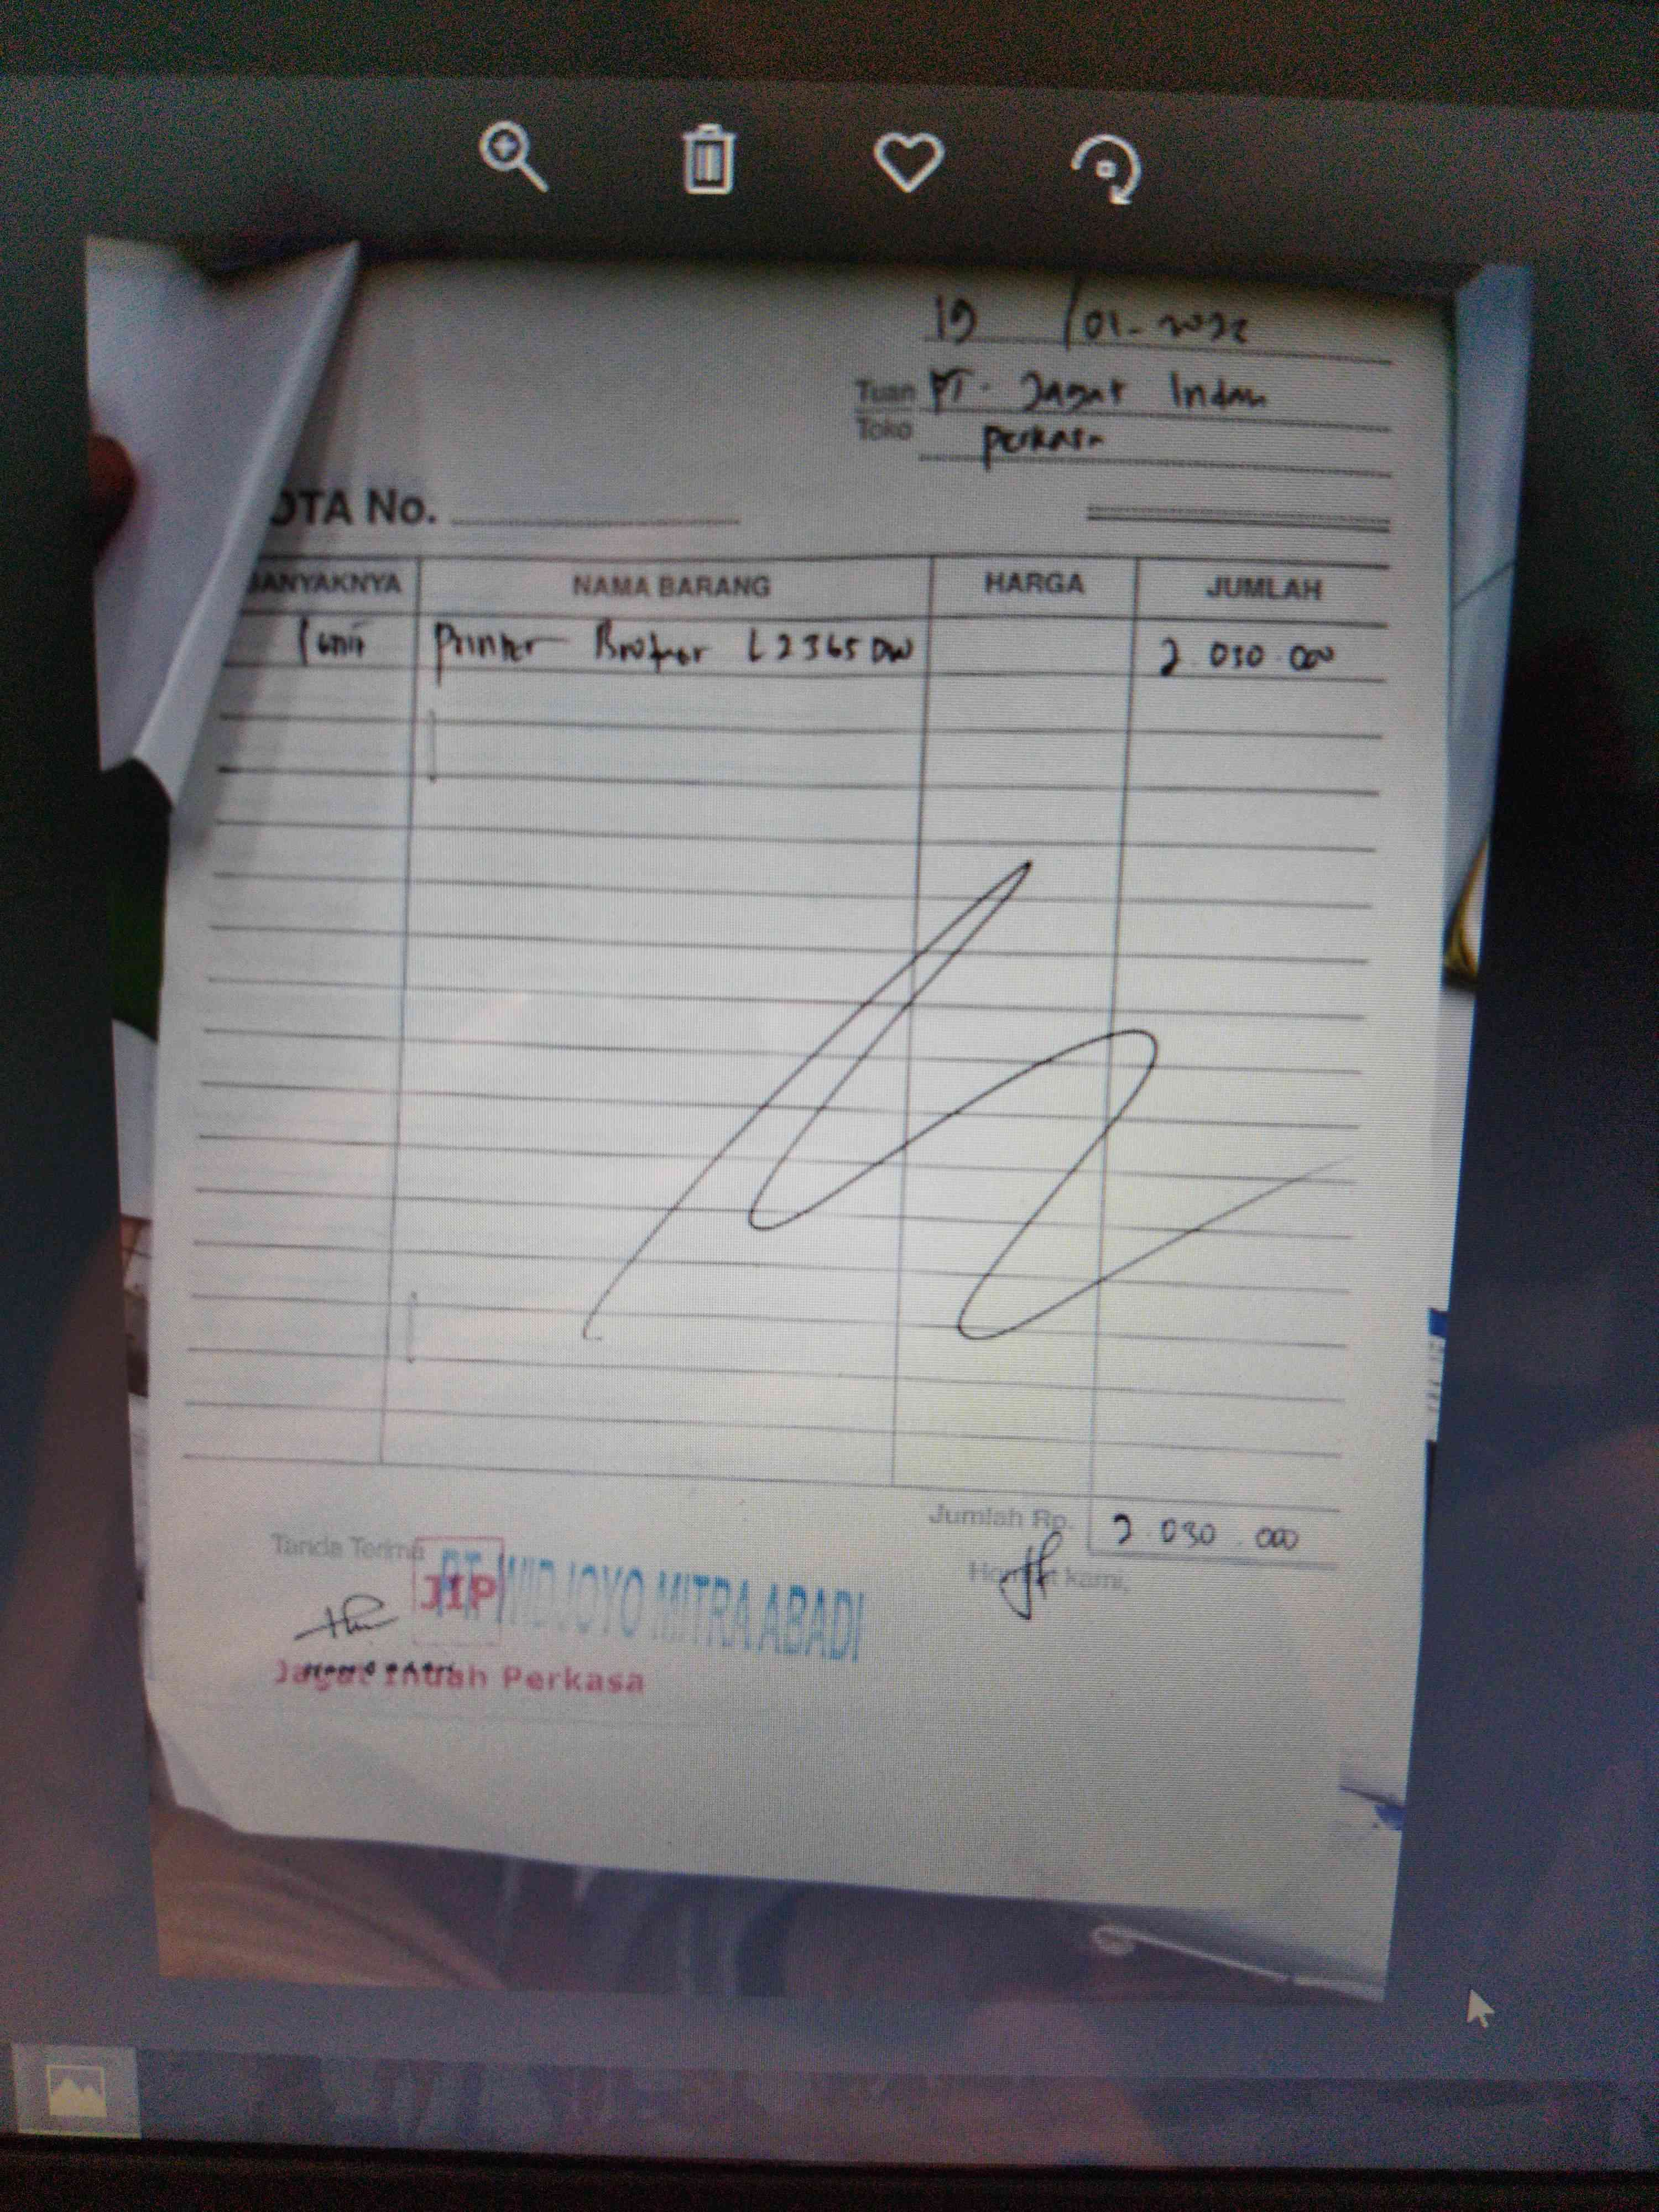 19 /01-2022
Tuan PT. Jagat Indah
Toko Perkasa
OTA No.
BANYAKNYA NAMA BARANG HARGA JUMLAH
1 unit Printer Brother L2365DW 2.030.000
Jumlah Rp. 2.030.000
Tanda Terima Hormat kami,
JIP PT WIDJOYO MITRA ABADI
Jagat Indah Perkasa